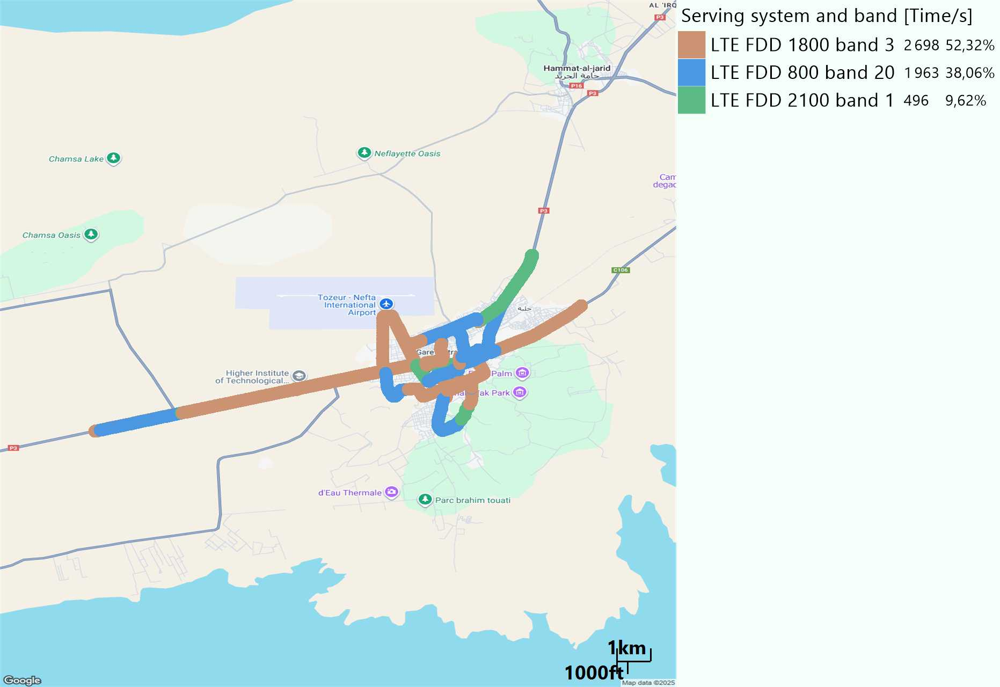 Serving system and band [Time/s]
LTE FDD 1800 band 3 2 698 52,32%
LTE FDD 800 band 20 1 963 38,06%
LTE FDD 2100 band 1 496 9,62%
P3
Hammat-al-jarid
حامة الجريد
P16
P3
Chamsa Lake
Neflayette Oasis
P3
Chamsa Oasis
C106
Tozeur - Nefta
International
Airport
حلبة
Higher Institute
of Technological...
Palm
Park
P3
d'Eau Thermale
Parc brahim touati
1km
1000ft
Google
Map data ©2025